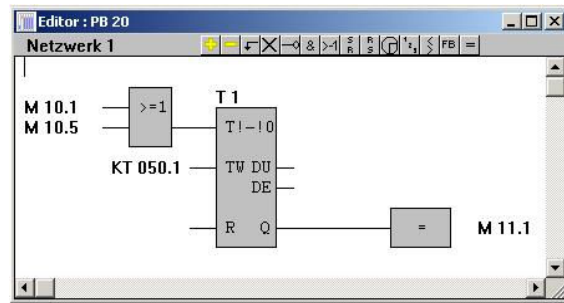 Editor : PB 20
Netzwerk 1
& >-1 S R R S FB =
T 1
M 10.1
>=1
M 10.5
T!-!0
KT 050.1
TW DU
DE
R Q
=
M 11.1